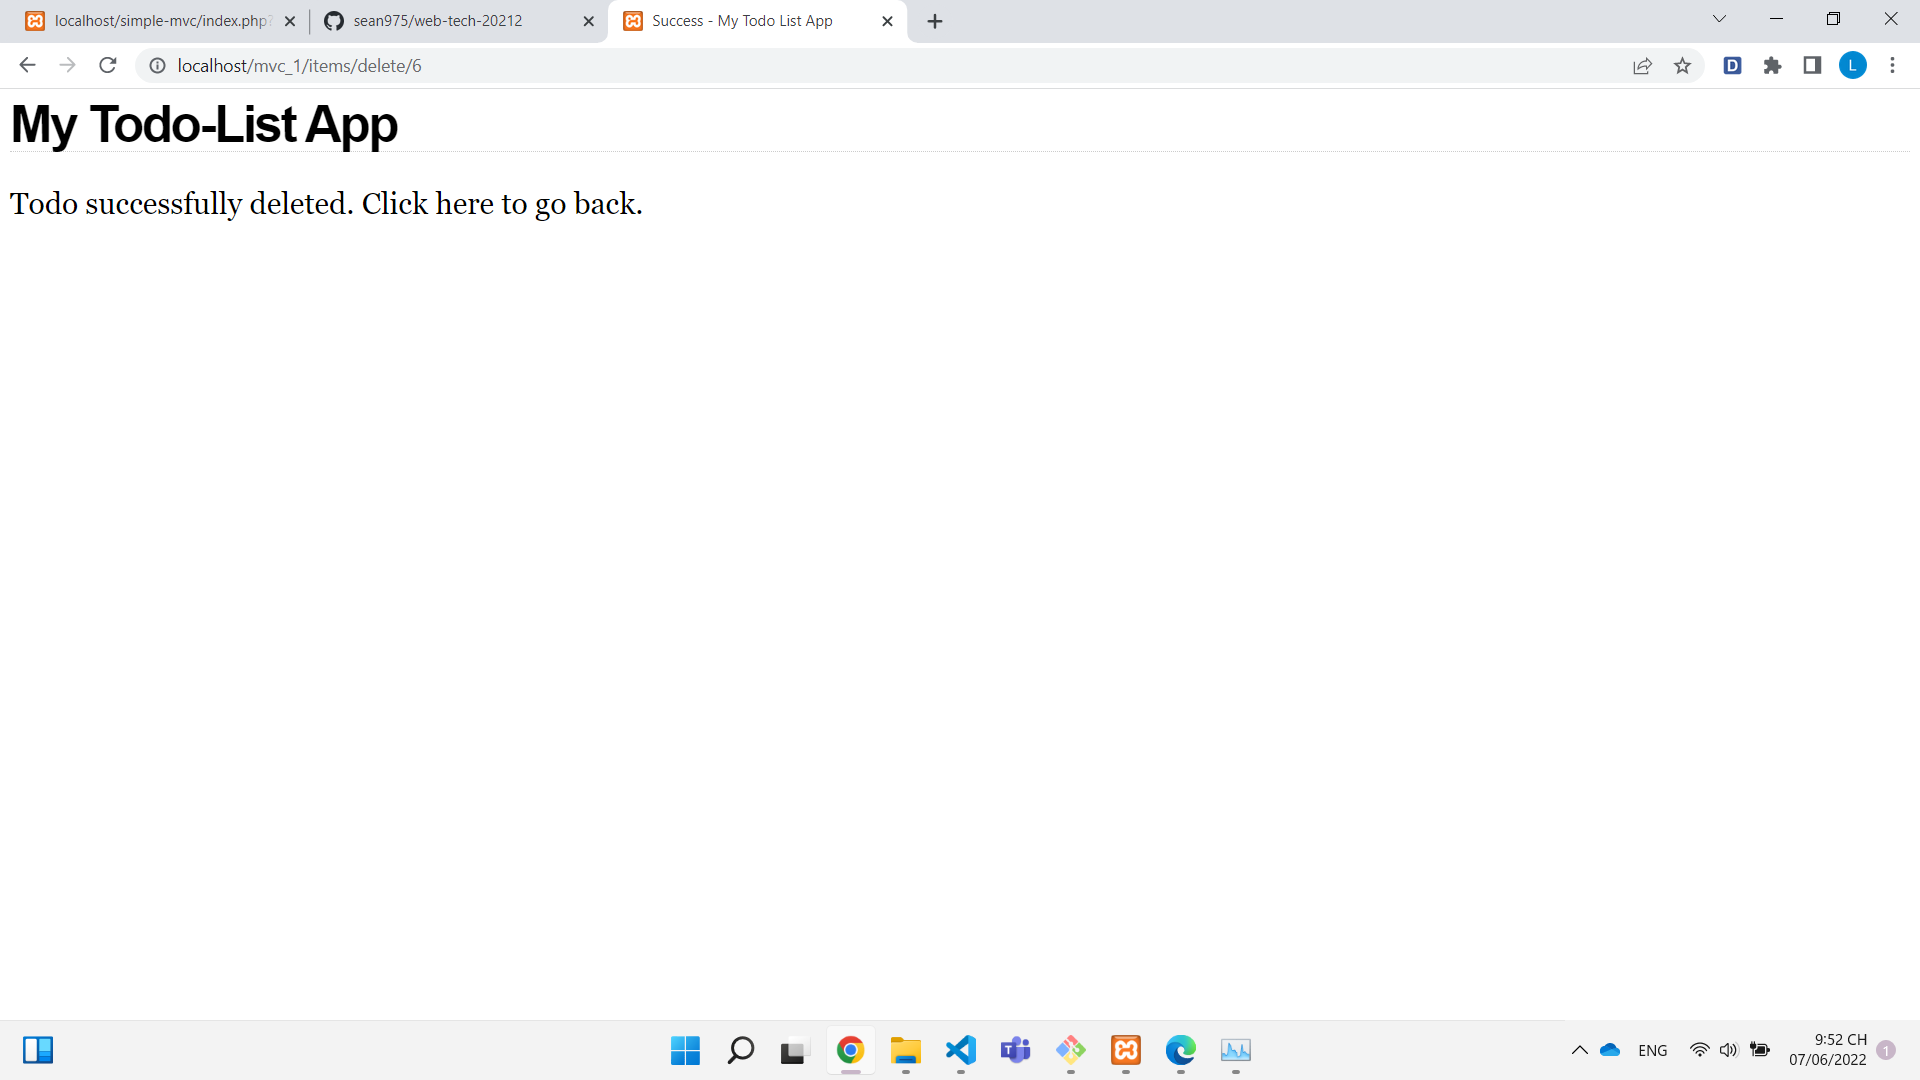 localhost/simple-mvc/index.php?
sean975/web-tech-20212
Success - My Todo List App
localhost/mvc_1/items/delete/6
D
L
My Todo-List App
Todo successfully deleted. Click here to go back.
ENG
9:52 CH
07/06/2022
1